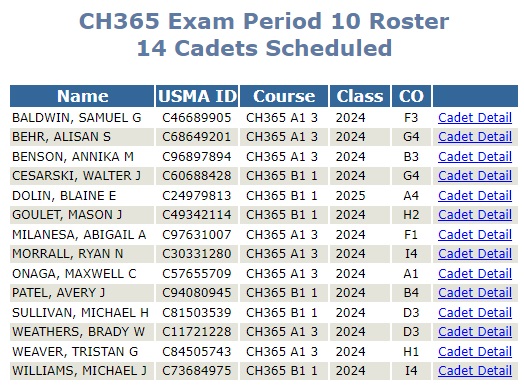 CH365 Exam Period 10 Roster
14 Cadets Scheduled
Name USMA ID Course Class CO
BALDWIN, SAMUEL G C46689905 CH365 A1 3 2024 F3 Cadet Detail
BEHR, ALISAN S C68649201 CH365 A1 3 2024 G4 Cadet Detail
BENSON, ANNIKA M C96897894 CH365 A1 3 2024 B3 Cadet Detail
CESARSKI, WALTER J C60688428 CH365 B1 1 2024 G4 Cadet Detail
DOLIN, BLAINE E C24979813 CH365 B1 1 2025 A4 Cadet Detail
GOULET, MASON J C49342114 CH365 B1 1 2024 H2 Cadet Detail
MILANESA, ABIGAIL A C97631007 CH365 A1 3 2024 F1 Cadet Detail
MORRALL, RYAN N C30331280 CH365 A1 3 2024 I4 Cadet Detail
ONAGA, MAXWELL C C57655709 CH365 A1 3 2024 A1 Cadet Detail
PATEL, AVERY J C94080945 CH365 B1 1 2024 B4 Cadet Detail
SULLIVAN, MICHAEL H C81503539 CH365 B1 1 2024 D3 Cadet Detail
WEATHERS, BRADY W C11721228 CH365 A1 3 2024 D3 Cadet Detail
WEAVER, TRISTAN G C84505743 CH365 A1 3 2024 H1 Cadet Detail
WILLIAMS, MICHAEL J C73684975 CH365 B1 1 2024 I4 Cadet Detail